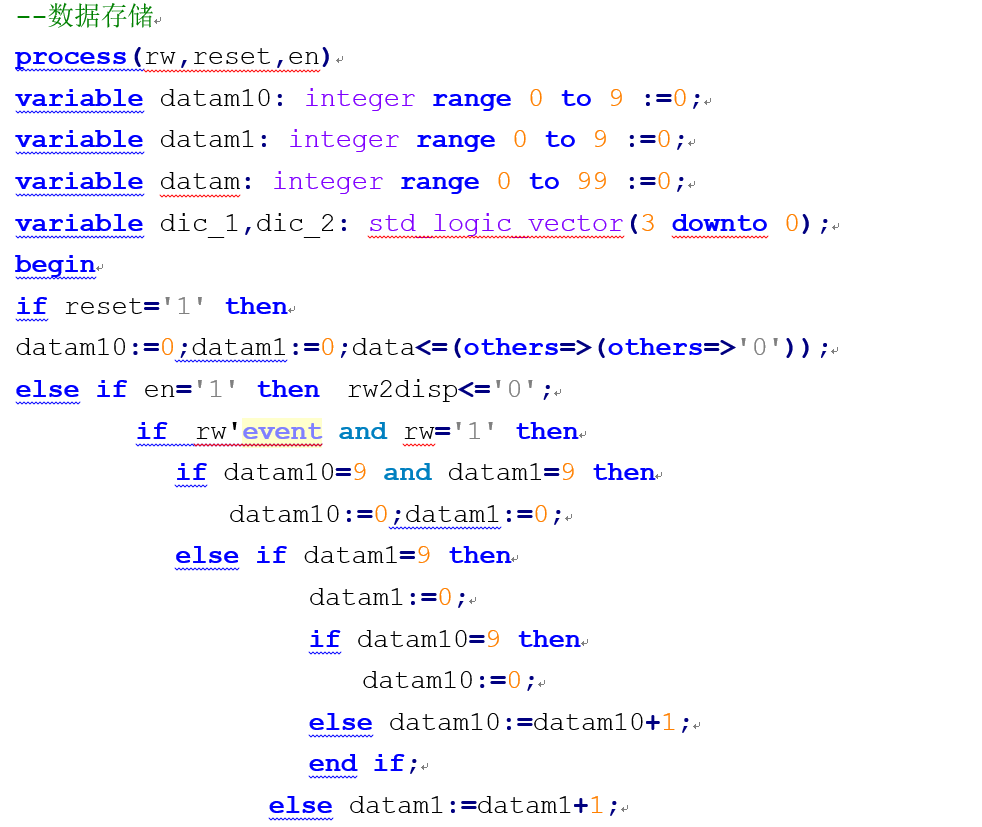 --数据存储
process(rw,reset,en)
variable datam10: integer range 0 to 9 :=0;
variable datam1: integer range 0 to 9 :=0;
variable datam: integer range 0 to 99 :=0;
variable dic_1,dic_2: std_logic_vector(3 downto 0);
begin
if reset='1' then
datam10:=0;datam1:=0;data<=(others=>(others=>'0'));
else if en='1' then rw2disp<='0';
if rw'event and rw='1' then
if datam10=9 and datam1=9 then
datam10:=0;datam1:=0;
else if datam1=9 then
datam1:=0;
if datam10=9 then
datam10:=0;
else datam10:=datam10+1;
end if;
else datam1:=datam1+1;